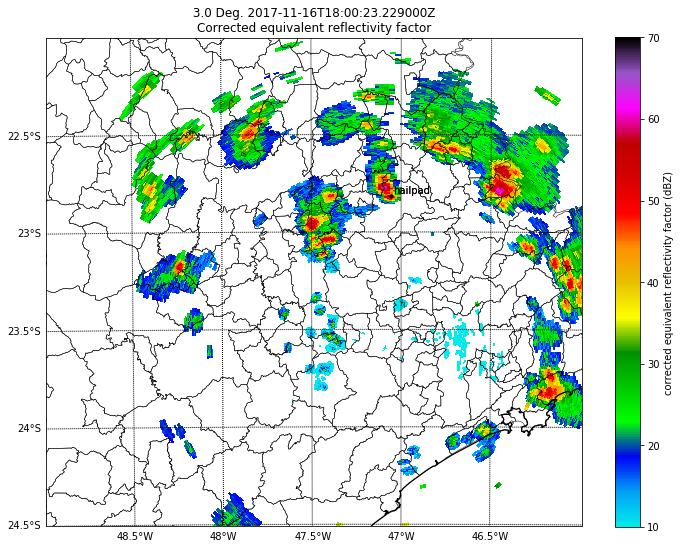 3.0 Deg. 2017-11-16T18:00:23.229000Z
Corrected equivalent reflectivity factor
70
60
50
40
30
20
10
corrected equivalent reflectivity factor (dBZ)
22.5°S
23°S
23.5°S
24°S
24.5°S
hailpad
48.5°W
48°W
47.5°W
47°W
46.5°W